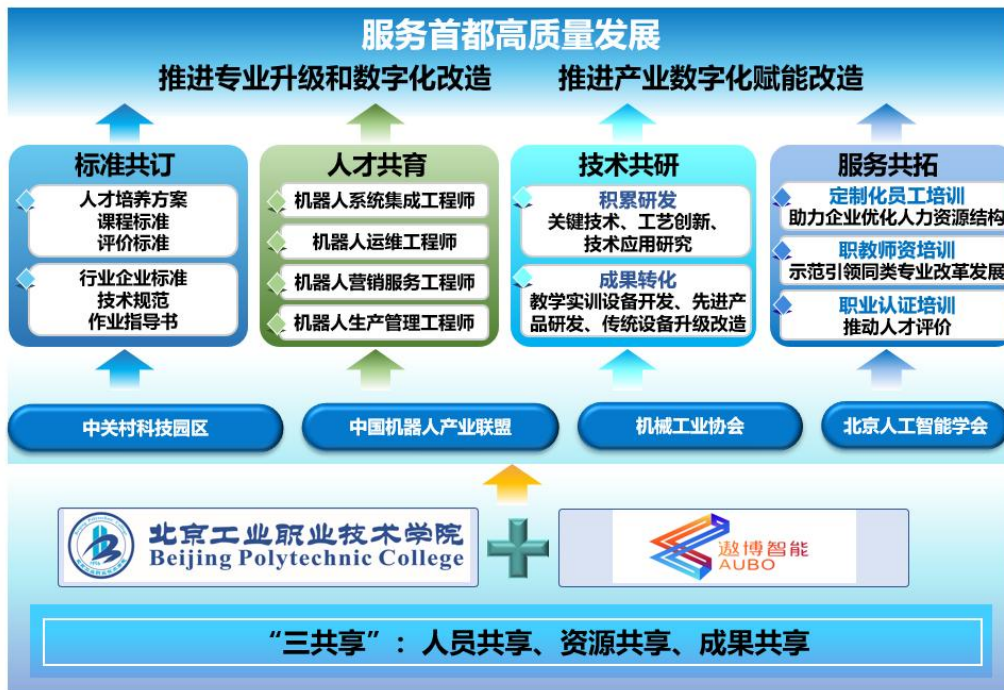 服务首都高质量发展
推进专业升级和数字化改造 推进产业数字化赋能改造
标准共订
人才培养方案
课程标准
评价标准
行业企业标准
技术规范
作业指导书
人才共育
机器人系统集成工程师
机器人运维工程师
机器人营销服务工程师
机器人生产管理工程师
技术共研
积累研发
关键技术、工艺创新、
技术应用研究
成果转化
教学实训设备开发、先进产
品研发、传统设备升级改造
服务共拓
定制化员工培训
助力企业优化人力资源结构
职教师资培训
示范引领同类专业改革发展
职业认证培训
推动人才评价
中关村科技园区
中国机器人产业联盟
机械工业协会
北京人工智能学会
北京工业职业技术学院
Beijing Polytechnic College
遨博智能
AUBO
“三共享”：人员共享、资源共享、成果共享